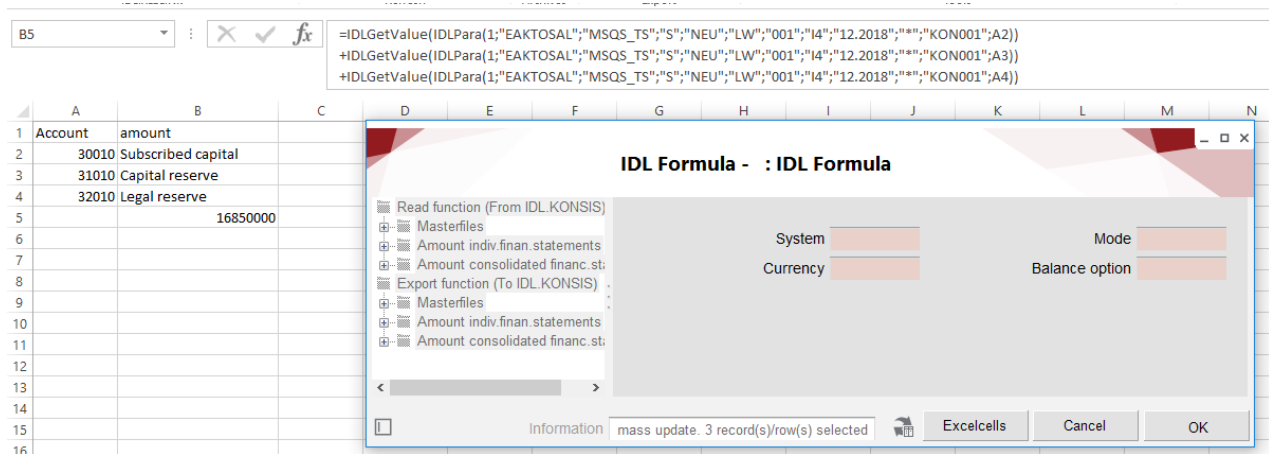 B5
fx
=IDLGetValue(IDLPara(1;"EAKTOSAL";"MSQS_TS";"S";"NEU";"LW";"001";"I4";"12.2018";"*";"KON001";A2))
+IDLGetValue(IDLPara(1;"EAKTOSAL";"MSQS_TS";"S";"NEU";"LW";"001";"I4";"12.2018";"*";"KON001";A3))
+IDLGetValue(IDLPara(1;"EAKTOSAL";"MSQS_TS";"S";"NEU";"LW";"001";"I4";"12.2018";"*";"KON001";A4))
A B C D E F G H I J K L M N
1 Account amount
2 30010 Subscribed capital
3 31010 Capital reserve
4 32010 Legal reserve
5 16850000
6
7
8
9
10
11
12
13
14
15
16
IDL Formula - : IDL Formula
Read function (From IDL.KONSIS)
Masterfiles
Amount indiv.finan.statements
Amount consolidated financ.sta
Export function (To IDL.KONSIS)
Masterfiles
Amount indiv.finan.statements
Amount consolidated financ.sta
System Mode
Currency Balance option
Information mass update. 3 record(s)/row(s) selected Excelcells Cancel OK